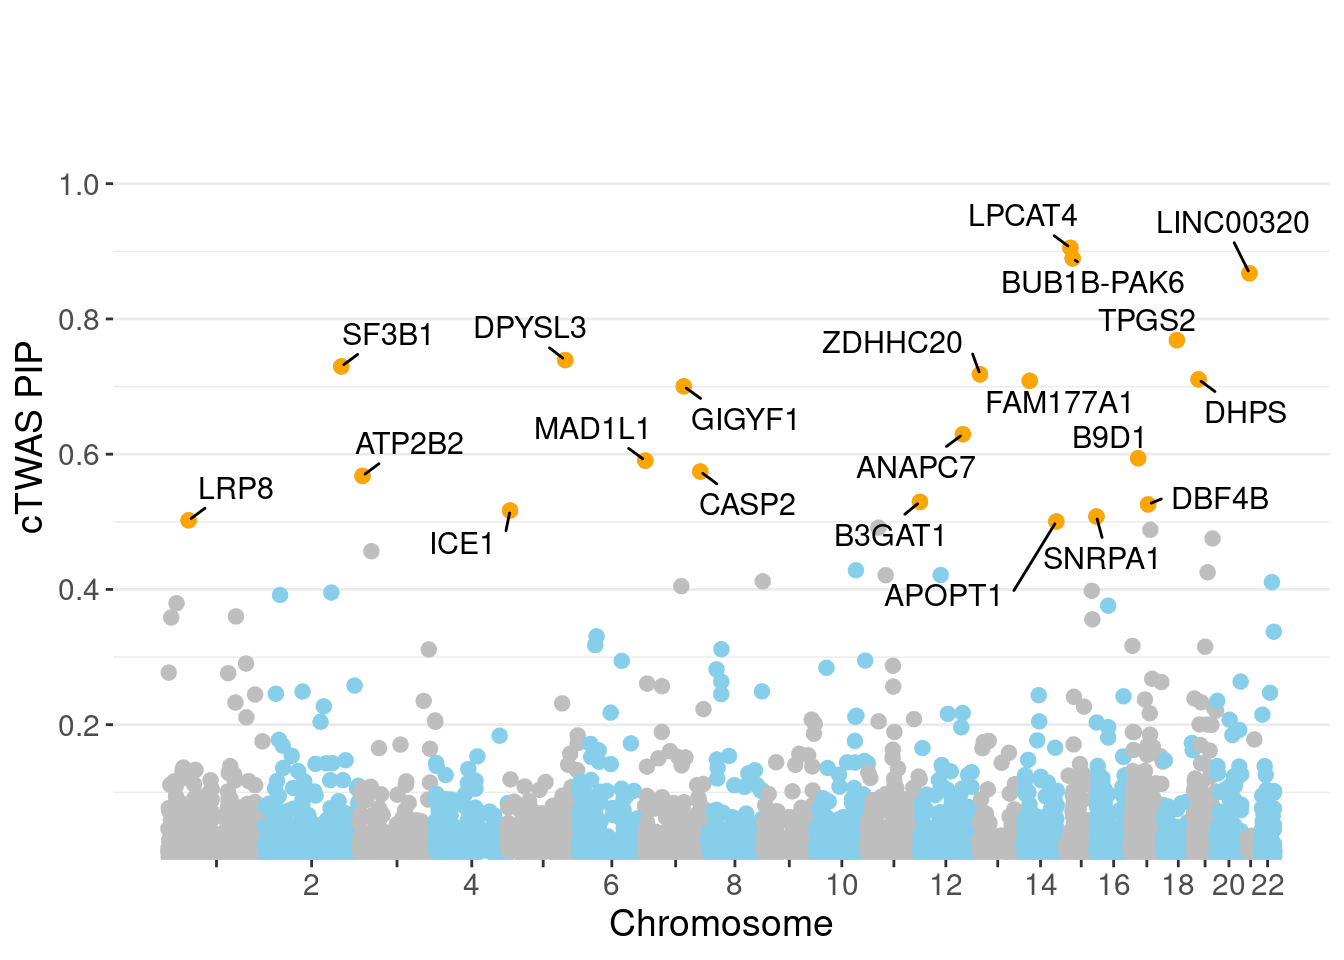 1.0
LPCAT4
LINC00320
BUB1B-PAK6
0.8
TPGS2
SF3B1
DPYSL3
ZDHHC20
FAM177A1
GIGYF1
DHPS
MAD1L1
B9D1
ATP2B2
0.6
ANAPC7
LRP8
CASP2
DBF4B
ICE1
B3GAT1
SNRPA1
0.4
APOPT1
0.2
cTWAS PIP
2 4 6 8 10 12 14 16 18 20 22
Chromosome